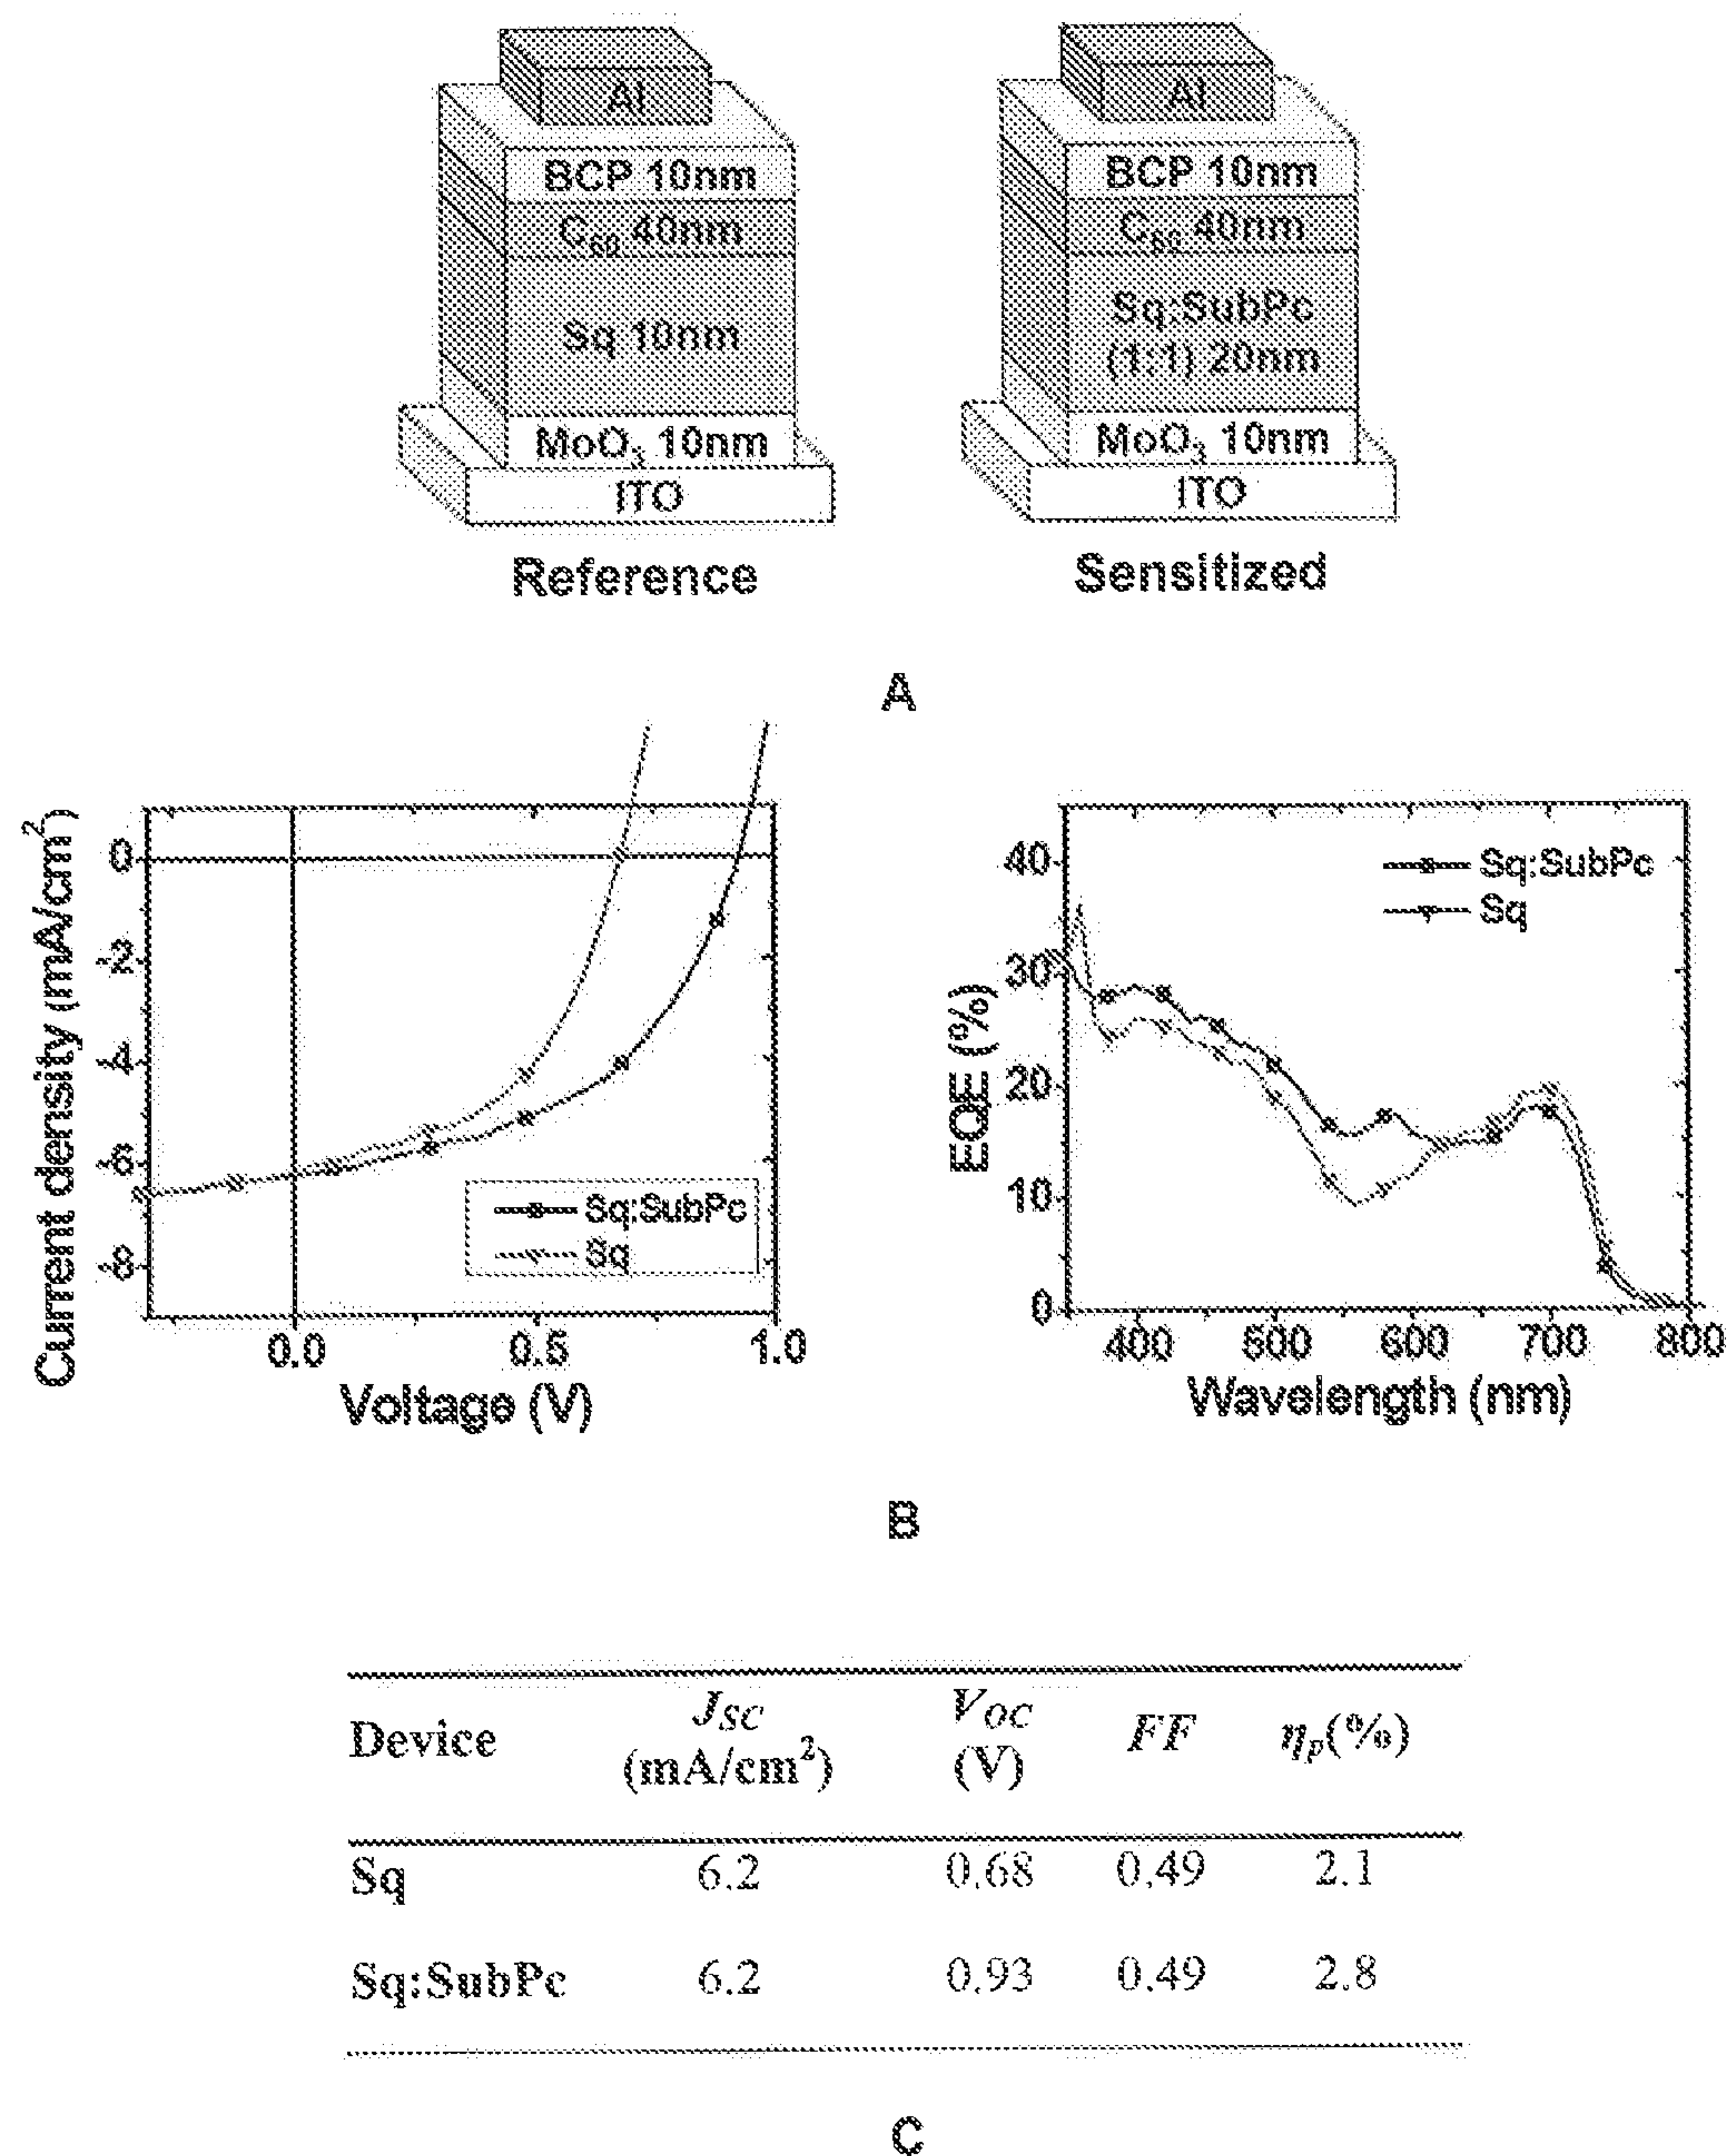 Al
BCP 10nm
C60 40nm
Sq 10nm
MoO3 10nm
ITO
Reference
Al
BCP 10nm
C60 40nm
Sq:SubPc
(1:1) 20nm
MoO3 10nm
ITO
Sensitized
A
Current density (mA/cm²)
0
-2
-4
-6
-8
Sq:SubPc
Sq
0.0 0.5 1.0
Voltage (V)
EQE (%)
40
30
20
10
0
Sq:SubPc
Sq
400 500 600 700 800
Wavelength (nm)
B
Device JSC (mA/cm²) VOC (V) FF ηp(%)
Sq 6.2 0.68 0.49 2.1
Sq:SubPc 6.2 0.93 0.49 2.8
C